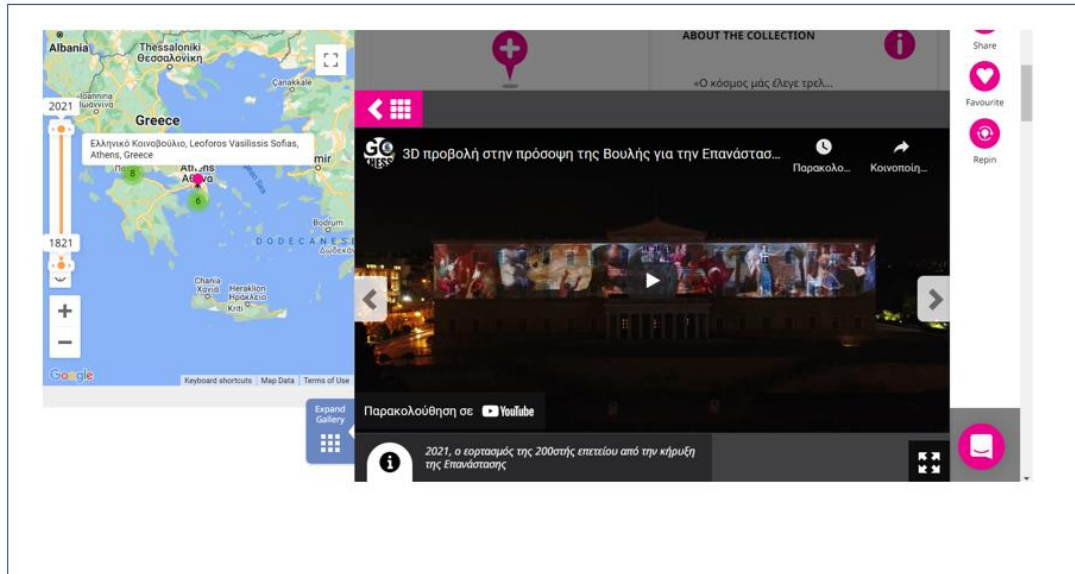 Albania
Thessaloniki
Θεσσαλονίκη
Çanakkale
Ioannina
Ιωάννινα
2021
Greece
Ελληνικό Κοινοβούλιο, Leoforos Vasilissis Sofias,
Athens, Greece
8
Athens
6
Bodrum
1821
Chania
Χανιά
Heraklion
Ηράκλειο
Kriti
+
−
Google
Keyboard shortcuts
Map Data
Terms of Use
Expand
Gallery
ABOUT THE COLLECTION
«Ο κόσμος μάς έλεγε τρελ...
GO
3D προβολή στην πρόσοψη της Βουλής για την Επανάστασ...
Παρακολο...
Κοινοποίη...
Παρακολούθηση σε YouTube
2021, ο εορτασμός της 200στής επετείου από την κήρυξη
της Επανάστασης
Share
Favourite
Repin